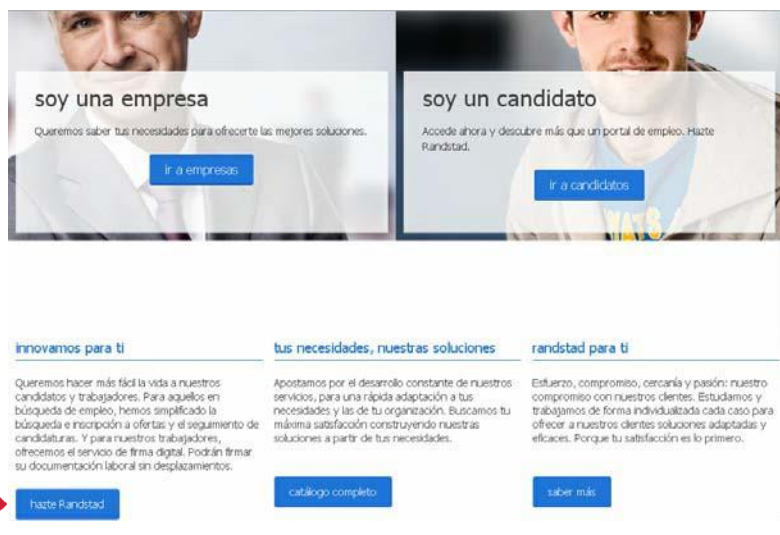 soy una empresa
Queremos saber tus necesidades para ofrecerte las mejores soluciones.
ir a empresas
soy un candidato
Accede ahora y descubre más que un portal de empleo. Hazte
Randstad.
ir a candidatos
innovamos para ti
Queremos hacer más fácil la vida a nuestros
candidatos y trabajadores. Para aquellos en
búsqueda de empleo, hemos simplificado la
búsqueda e inscripción a ofertas y el seguimiento de
candidaturas. Y para nuestros trabajadores,
ofrecemos el servicio de firma digital. Podrán firmar
su documentación laboral sin desplazamientos.
hazte Randstad
tus necesidades, nuestras soluciones
Apostamos por el desarrollo constante de nuestros
servicios, para una rápida adaptación a tus
necesidades y las de tu organización. Buscamos tu
máxima satisfacción construyendo nuestras
soluciones a partir de tus necesidades.
catálogo completo
randstad para ti
Esfuerzo, compromiso, cercanía y pasión: nuestro
compromiso con nuestros clientes. Estudiamos y
trabajamos de forma individualizada cada caso para
ofrecer a nuestros clientes soluciones adaptadas y
eficaces. Porque tu satisfacción es lo primero.
saber más